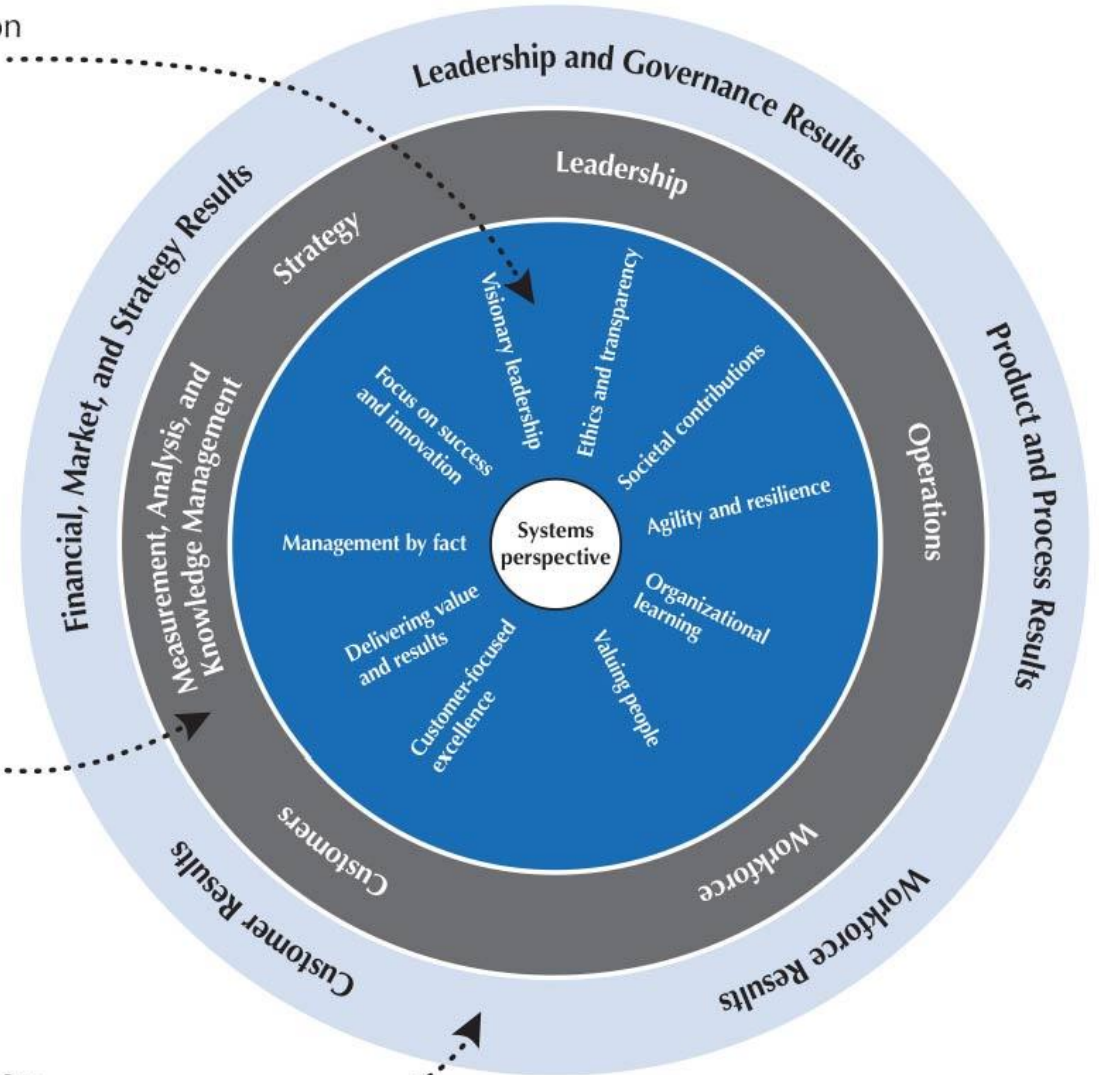 on
Leadership and Governance Results
Product and Process Results
Workforce Results
Customer Results
Financial, Market, and Strategy Results
Leadership
Operations
Workforce
Customers
Measurement, Analysis, and
Knowledge Management
Strategy
Visionary leadership
Ethics and transparency
Societal contributions
Agility and resilience
Organizational
learning
Valuing people
Customer-focused
excellence
Delivering value
and results
Management by fact
Focus on success
and innovation
Systems
perspective